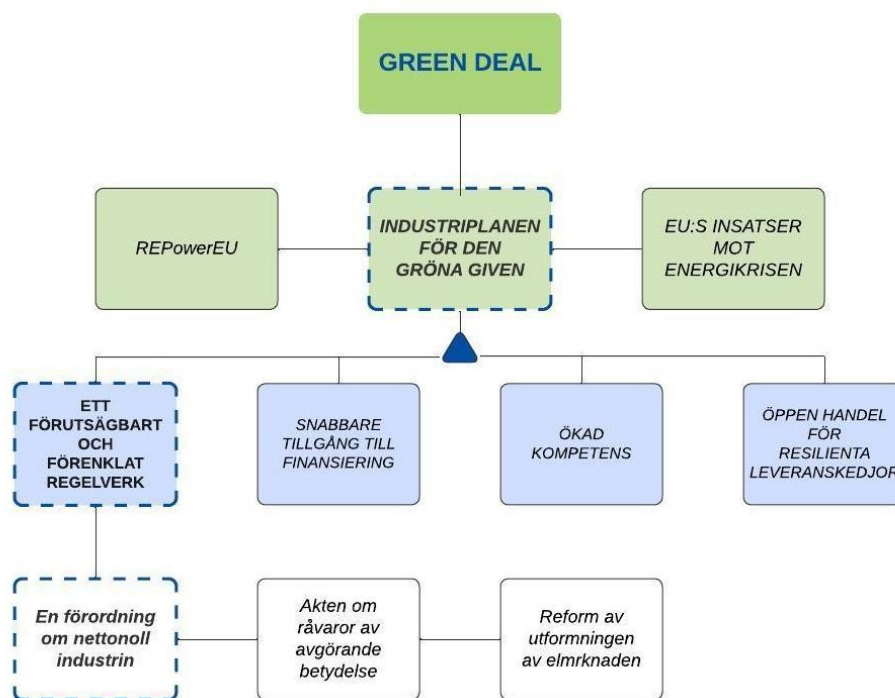 GREEN DEAL
REPowerEU
INDUSTRIPLANEN
FÖR DEN
GRÖNA GIVEN
EU:S INSATSER
MOT
ENERGIKRISEN
ETT
FÖRUTSÄGBART
OCH
FÖRENKLAT
REGELVERK
SNABBARE
TILLGÅNG TILL
FINANSIERING
ÖKAD
KOMPETENS
ÖPPEN HANDEL
FÖR
RESILIENTA
LEVERANSKEDJOR
En förordning
om nettonoll
industrin
Akten om
råvaror av
avgörande
betydelse
Reform av
utformningen
av elmrknaden